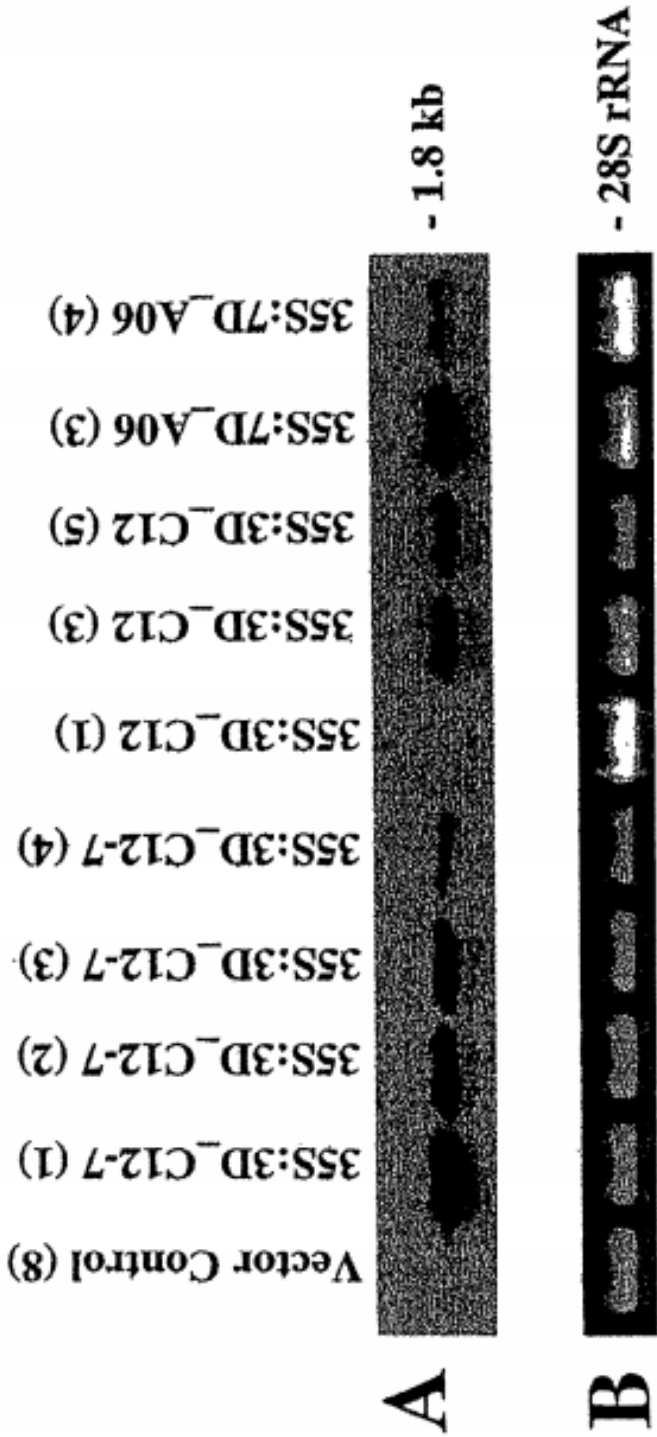 Vector Control (8)
35S:3D_C12-7 (1)
35S:3D_C12-7 (2)
35S:3D_C12-7 (3)
35S:3D_C12-7 (4)
35S:3D_C12 (1)
35S:3D_C12 (3)
35S:3D_C12 (5)
35S:7D_A06 (3)
35S:7D_A06 (4)
A
- 1.8 kb
B
- 28S rRNA